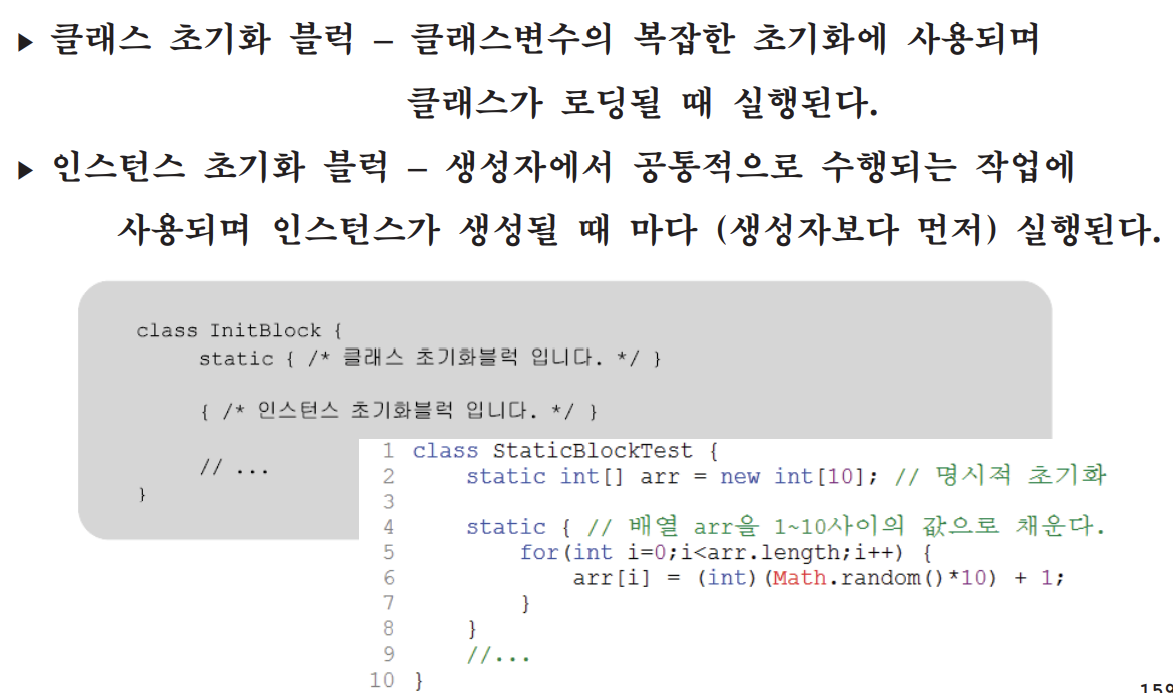 ▶ 클래스 초기화 블럭 – 클래스변수의 복잡한 초기화에 사용되며
클래스가 로딩될 때 실행된다.
▶ 인스턴스 초기화 블럭 – 생성자에서 공통적으로 수행되는 작업에
사용되며 인스턴스가 생성될 때 마다 (생성자보다 먼저) 실행된다.
class InitBlock {
static { /* 클래스 초기화블럭 입니다. */ }
{ /* 인스턴스 초기화블럭 입니다. */ }
// ...
}
1 class StaticBlockTest {
2 static int[] arr = new int[10]; // 명시적 초기화
3
4 static { // 배열 arr을 1~10사이의 값으로 채운다.
5 for(int i=0;i<arr.length;i++) {
6 arr[i] = (int)(Math.random()*10) + 1;
7 }
8 }
9 //...
10 }
159